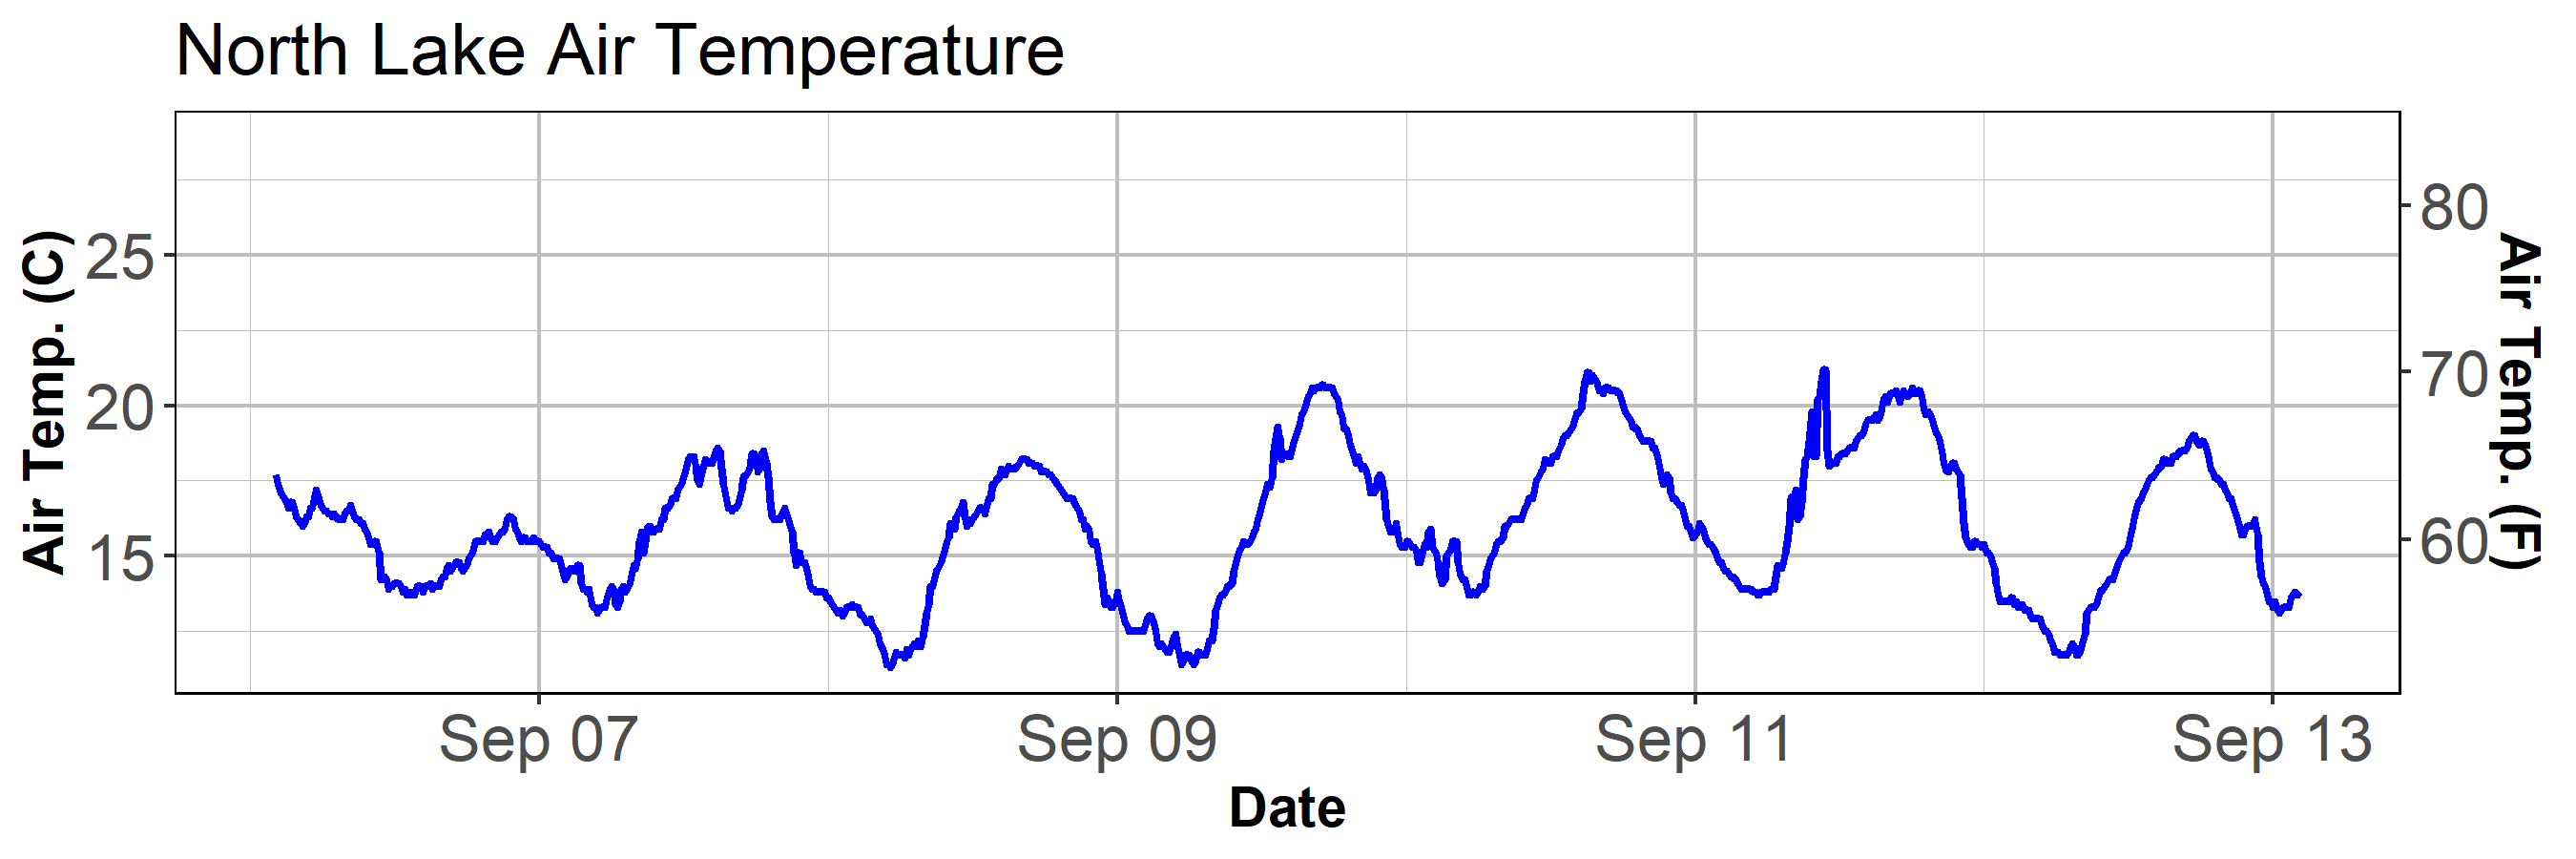 North Lake Air Temperature
Air Temp. (C)
25
20
15
80
70
60
Air Temp. (F)
Sep 07
Sep 09
Sep 11
Sep 13
Date